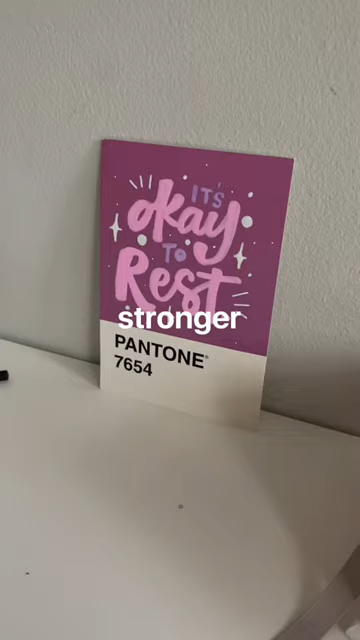 IT'S
okay
TO
Rest
stronger
PANTONE®
7654